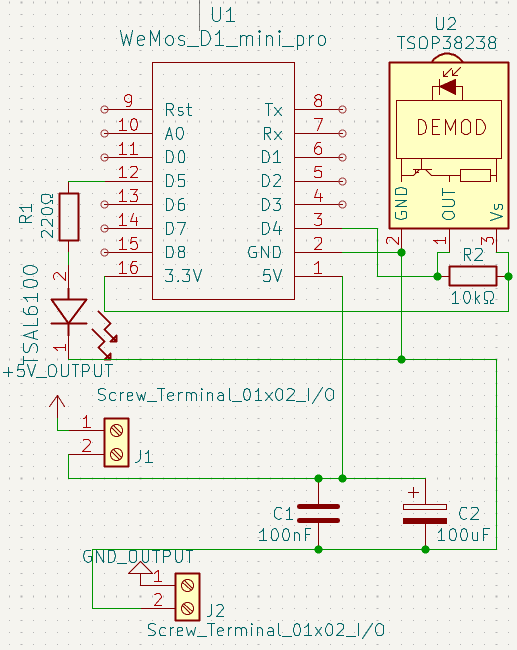 U1
WeMos_D1_mini_pro
9 Rst Tx 8
10 A0 Rx 7
11 D0 D1 6
12 D5 D2 5
13 D6 D3 4
14 D7 D4 3
15 D8 GND 2
16 3.3V 5V 1
U2
TSOP38238
DEMOD
GND
OUT
Vs
2 1 3
R2
10kΩ
R1
220Ω
TSAL6100
2
1
+5V_OUTPUT
Screw_Terminal_01x02_I/O
1
2
J1
C1
100nF
+
C2
100uF
GND_OUTPUT
1
2
J2
Screw_Terminal_01x02_I/O